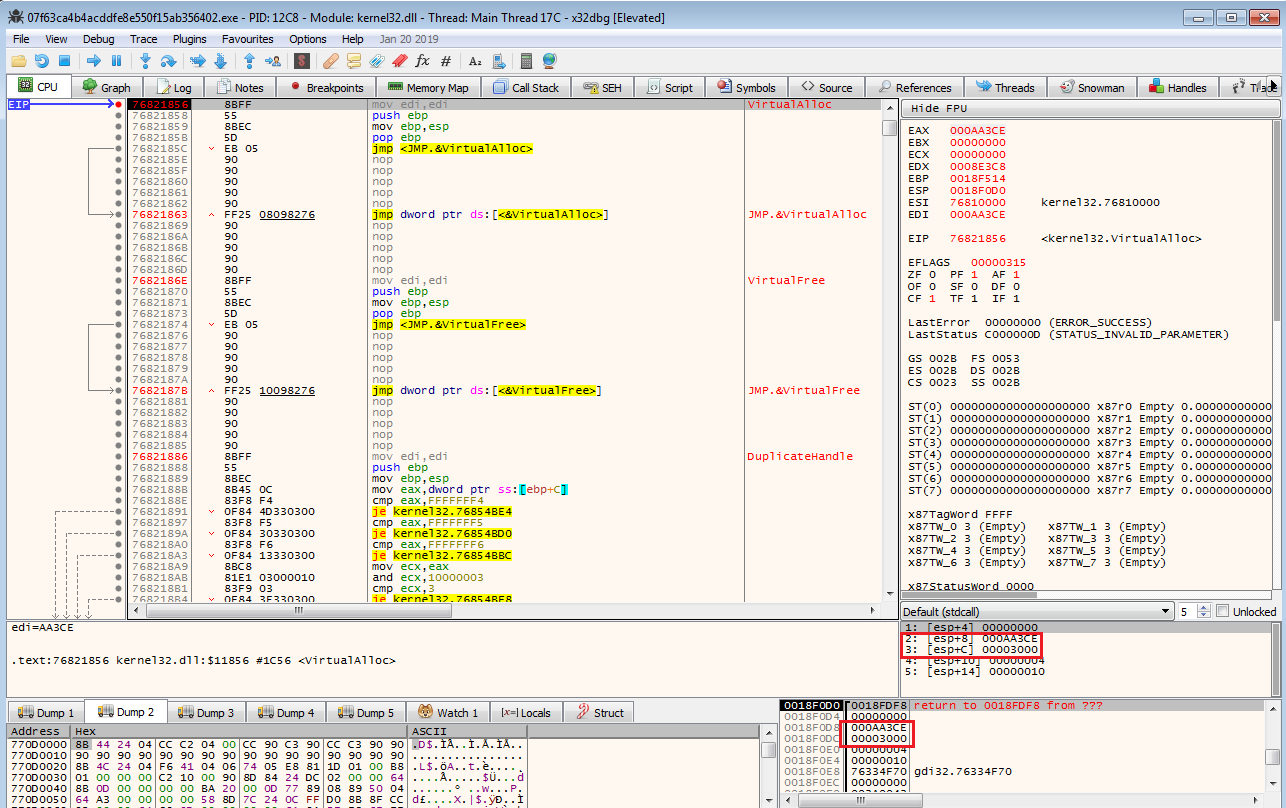 07f63ca4b4acddfe8e550f15ab356402.exe - PID: 12C8 - Module: kernel32.dll - Thread: Main Thread 17C - x32dbg [Elevated]
File View Debug Trace Plugins Favourites Options Help Jan 20 2019
CPU Graph Log Notes Breakpoints Memory Map Call Stack SEH Script Symbols Source References Threads Snowman Handles
EIP 76821856 8BFF mov edi,edi VirtualAlloc
76821858 55 push ebp
76821859 8BEC mov ebp,esp
7682185B 5D pop ebp
7682185C EB 05 jmp <JMP.&VirtualAlloc>
7682185E 90 nop
7682185F 90 nop
76821860 90 nop
76821861 90 nop
76821862 90 nop
76821863 FF25 08098276 jmp dword ptr ds:[<&VirtualAlloc>] JMP.&VirtualAlloc
76821869 90 nop
7682186A 90 nop
7682186B 90 nop
7682186C 90 nop
7682186D 90 nop
7682186E 8BFF mov edi,edi VirtualFree
76821870 55 push ebp
76821871 8BEC mov ebp,esp
76821873 5D pop ebp
76821874 EB 05 jmp <JMP.&VirtualFree>
76821876 90 nop
76821877 90 nop
76821878 90 nop
76821879 90 nop
7682187A 90 nop
7682187B FF25 10098276 jmp dword ptr ds:[<&VirtualFree>] JMP.&VirtualFree
76821881 90 nop
76821882 90 nop
76821883 90 nop
76821884 90 nop
76821885 90 nop
76821886 8BFF mov edi,edi DuplicateHandle
76821888 55 push ebp
76821889 8BEC mov ebp,esp
7682188B 8B45 0C mov eax,dword ptr ss:[ebp+C]
7682188E 83F8 F4 cmp eax,FFFFFFF4
76821891 0F84 4D330300 je kernel32.76854BE4
76821897 83F8 F5 cmp eax,FFFFFFF5
7682189A 0F84 30330300 je kernel32.76854BD0
768218A0 83F8 F6 cmp eax,FFFFFFF6
768218A3 0F84 13330300 je kernel32.76854BBC
768218A9 8BC8 mov ecx,eax
768218AB 81E1 03000010 and ecx,10000003
768218B1 83F9 03 cmp ecx,3
768218B4 0F84 3E330300 je kernel32.76854BF8
Hide FPU
EAX 000AA3CE
EBX 00000000
ECX 00000000
EDX 0008E3C8
EBP 0018F514
ESP 0018F0D0
ESI 76810000 kernel32.76810000
EDI 000AA3CE
EIP 76821856 <kernel32.VirtualAlloc>
EFLAGS 00000315
ZF 0 PF 1 AF 1
OF 0 SF 0 DF 0
CF 1 TF 1 IF 1
LastError 00000000 (ERROR_SUCCESS)
LastStatus C000000D (STATUS_INVALID_PARAMETER)
GS 002B FS 0053
ES 002B DS 002B
CS 0023 SS 002B
ST(0) 00000000000000000000 x87r0 Empty 0.00000000000
ST(1) 00000000000000000000 x87r1 Empty 0.00000000000
ST(2) 00000000000000000000 x87r2 Empty 0.00000000000
ST(3) 00000000000000000000 x87r3 Empty 0.00000000000
ST(4) 00000000000000000000 x87r4 Empty 0.00000000000
ST(5) 00000000000000000000 x87r5 Empty 0.00000000000
ST(6) 00000000000000000000 x87r6 Empty 0.00000000000
ST(7) 00000000000000000000 x87r7 Empty 0.00000000000
x87TagWord FFFF
x87TW_0 3 (Empty) x87TW_1 3 (Empty)
x87TW_2 3 (Empty) x87TW_3 3 (Empty)
x87TW_4 3 (Empty) x87TW_5 3 (Empty)
x87TW_6 3 (Empty) x87TW_7 3 (Empty)
x87StatusWord 0000
Default (stdcall) 5 Unlocked
1: [esp+4] 00000000
2: [esp+8] 000AA3CE
3: [esp+C] 00003000
4: [esp+10] 00000004
5: [esp+14] 00000010
edi=AA3CE
.text:76821856 kernel32.dll:$11856 #1C56 <VirtualAlloc>
Dump 1 Dump 2 Dump 3 Dump 4 Dump 5 Watch 1 Locals Struct
Address Hex ASCII
770D0000 8B 44 24 04 CC C2 04 00 CC 90 C3 90 CC C3 90 90 .D$.ÌÂ..Ì.Ã.ÌÃ..
770D0010 90 90 90 90 90 90 90 90 90 90 90 90 90 90 90 90 ................
770D0020 8B 4C 24 04 F6 41 04 06 74 05 E8 81 1D 01 00 B8 .L$.öA..t.è....¸
770D0030 01 00 00 00 C2 10 00 90 8D 84 24 DC 02 00 00 64 ....Â.....$Ü...d
770D0040 8B 0D 00 00 00 00 BA 20 00 0D 77 89 08 89 50 04 ......º ..w...P.
770D0050 64 A3 00 00 00 00 58 8D 7C 24 0C FF D0 8B 8F CC d£....X.|$.ÿÐ..Ì
0018F0D0 0018FDF8 return to 0018FDF8 from ???
0018F0D4 00000000
0018F0D8 000AA3CE
0018F0DC 00003000
0018F0E0 00000004
0018F0E4 00000010
0018F0E8 76334F70 gdi32.76334F70
0018F0EC 00000000